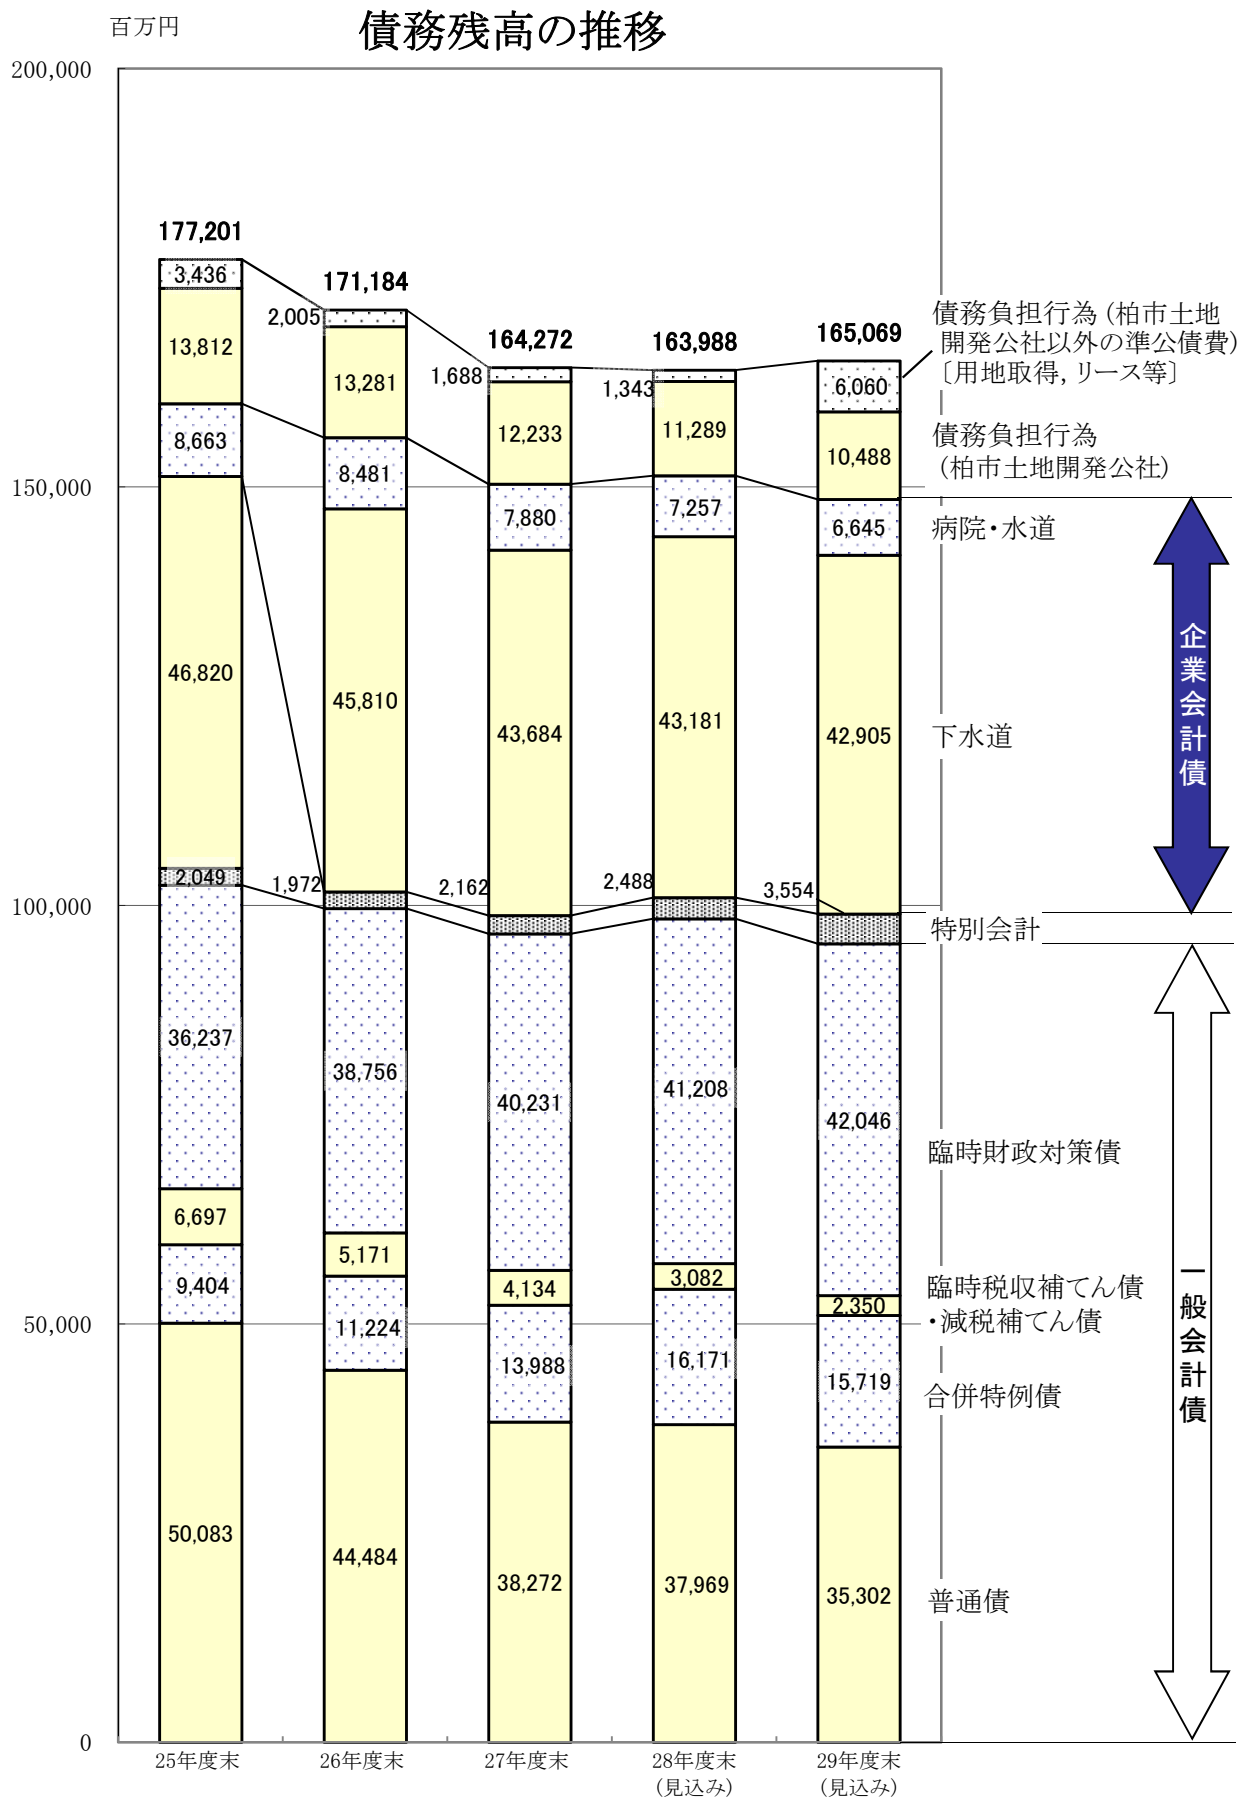 百万円
債務残高の推移
200,000
150,000
100,000
50,000
0
177,201
3,436
13,812
8,663
46,820
2,049
36,237
6,697
9,404
50,083
25年度末
171,184
2,005
13,281
8,481
45,810
1,972
38,756
5,171
11,224
44,484
26年度末
164,272
1,688
12,233
7,880
43,684
2,162
40,231
4,134
13,988
38,272
27年度末
163,988
1,343
11,289
7,257
43,181
2,488
41,208
3,082
16,171
37,969
28年度末
(見込み)
165,069
6,060
10,488
6,645
42,905
3,554
42,046
2,350
15,719
35,302
29年度末
(見込み)
債務負担行為 (柏市土地
開発公社以外の準公債費)
〔用地取得, リース等〕
債務負担行為
(柏市土地開発公社)
病院・水道
下水道
特別会計
臨時財政対策債
臨時税収補てん債
・減税補てん債
合併特例債
普通債
企業会計債
一般会計債